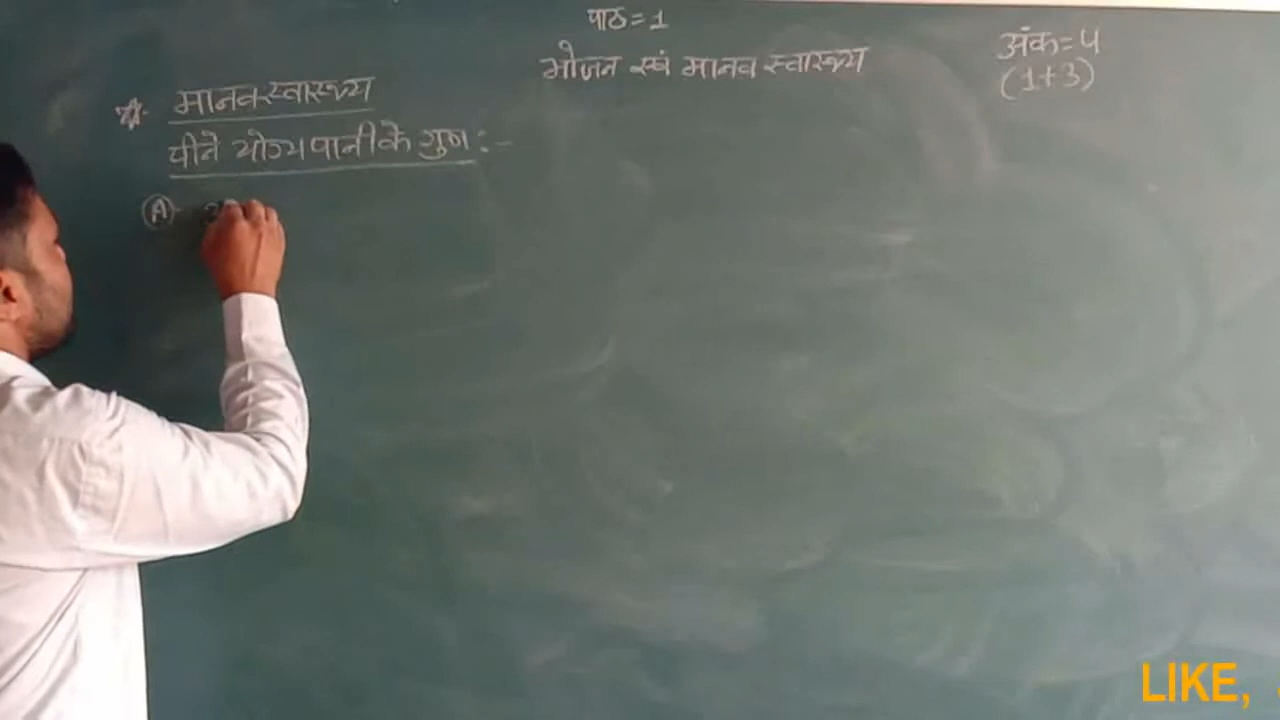 पाठ = 1
भोजन एवं मानव स्वास्थ्य
अंक = 4
(1+3)
मानव स्वास्थ्य
पीने योग्य पानी के गुण :-
(A)-
LIKE,